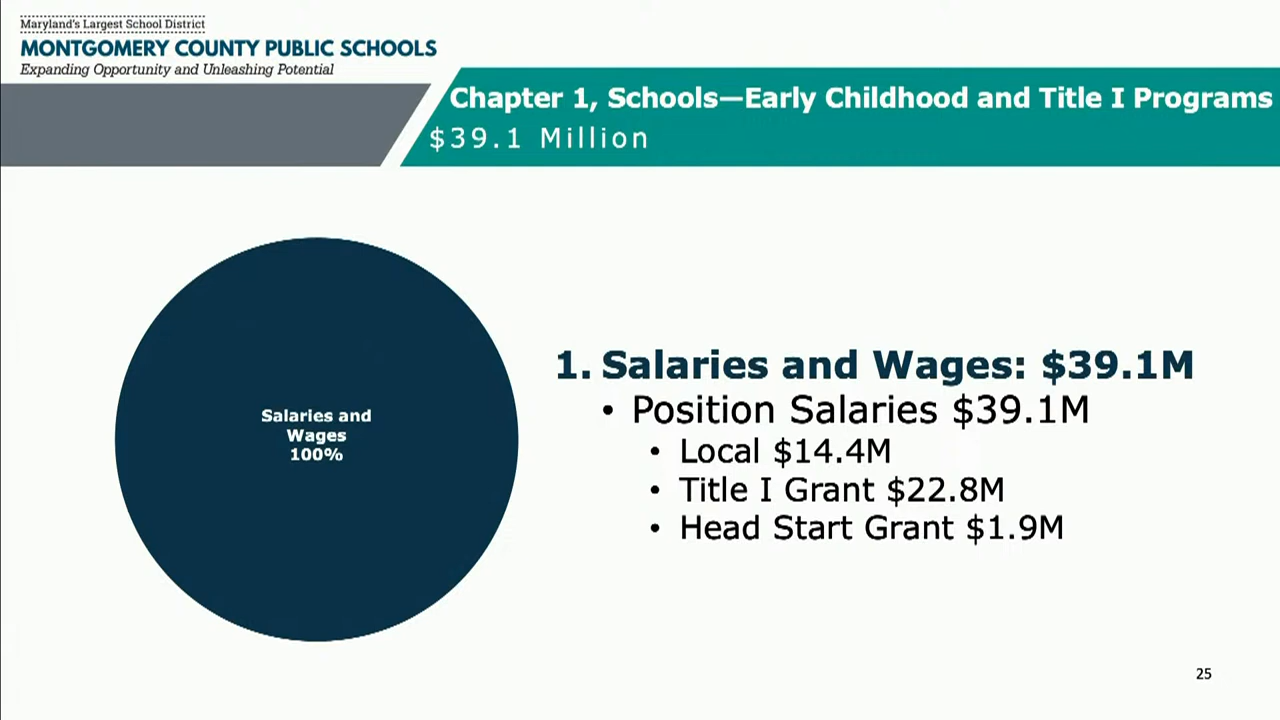 Maryland's Largest School District
MONTGOMERY COUNTY PUBLIC SCHOOLS
Expanding Opportunity and Unleashing Potential
Chapter 1, Schools—Early Childhood and Title I Programs
$39.1 Million
Salaries and
Wages
100%
1. Salaries and Wages: $39.1M
• Position Salaries $39.1M
• Local $14.4M
• Title I Grant $22.8M
• Head Start Grant $1.9M
25